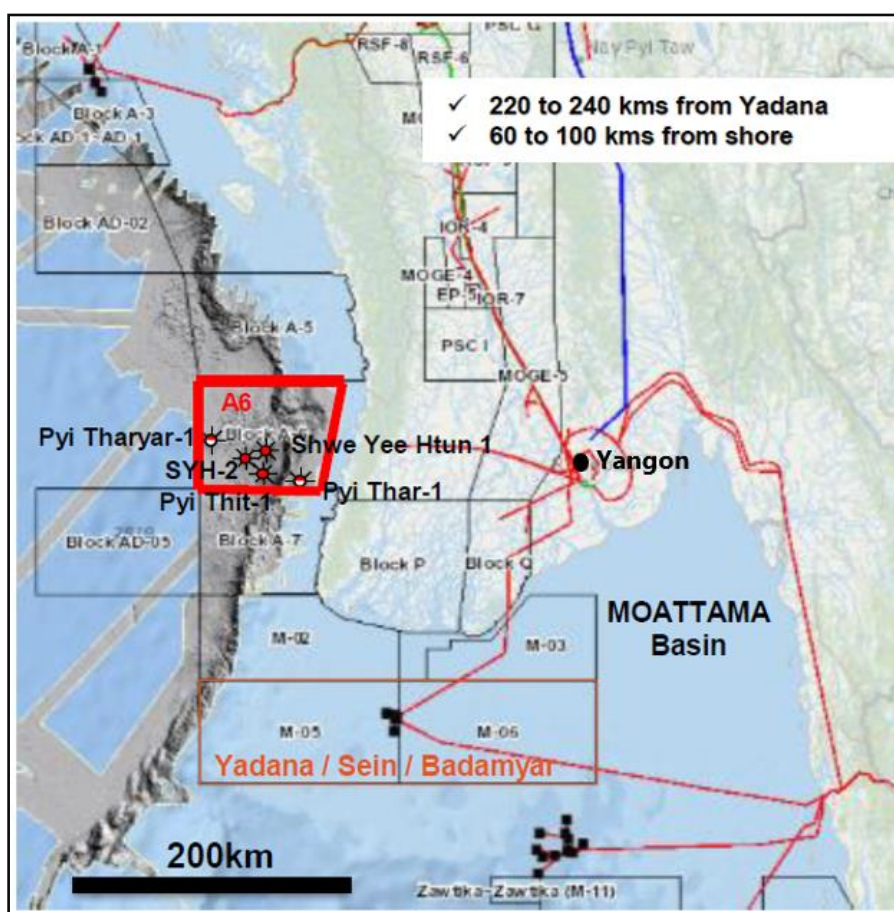 PSC G
Block A-1
RSF-8
RSF-6
Nay Pyi Taw
✓ 220 to 240 kms from Yadana
✓ 60 to 100 kms from shore
Block A-3
Block AD-1- AD-1
Block AD-02
IOR-4
MOGE-4
EP-5
IOR-7
Block A-5
PSC I
MOGE-5
A6
Pyi Tharyar-1
Shwe Yee Htun 1
Yangon
SYH-2
Pyi Thit-1
Pyi Thar-1
Block AD-05
Block A-7
Block P
Block Q
MOATTAMA
Basin
M-02
M-03
M-05
M-06
Yadana / Sein / Badamyar
200km
Zawtika-Zawtika (M-11)